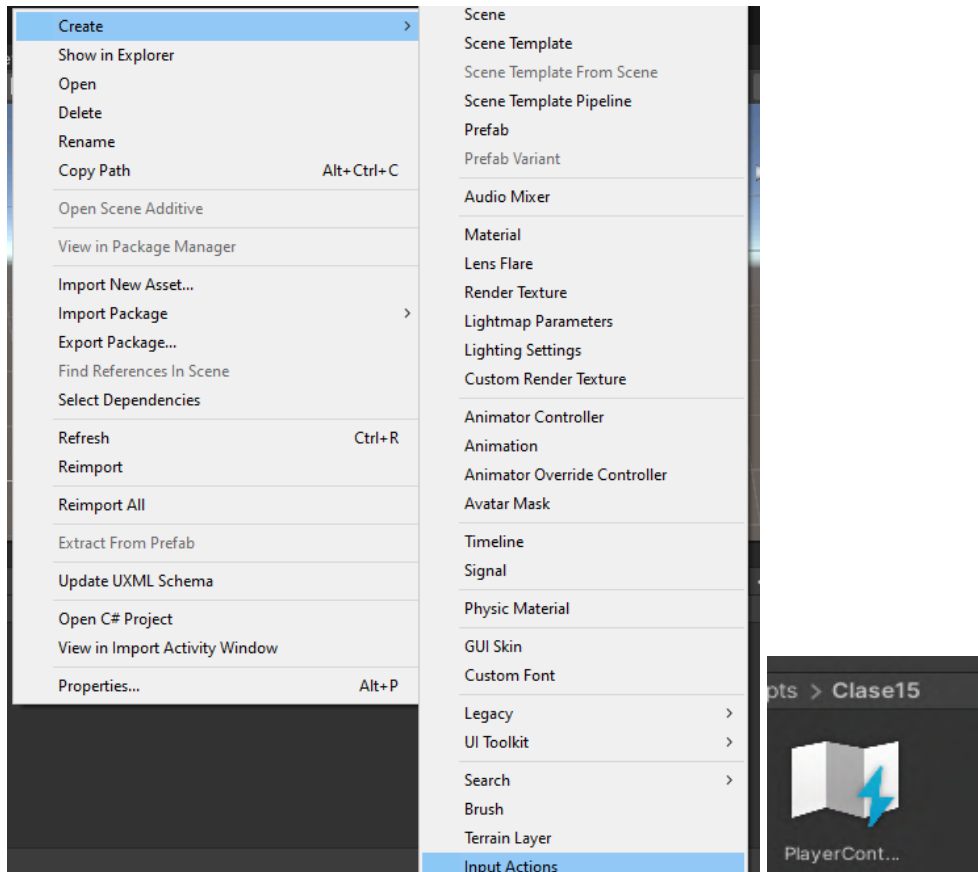 Create
Show in Explorer
Open
Delete
Rename
Copy Path Alt+Ctrl+C
Open Scene Additive
View in Package Manager
Import New Asset...
Import Package
Export Package...
Find References In Scene
Select Dependencies
Refresh Ctrl+R
Reimport
Reimport All
Extract From Prefab
Update UXML Schema
Open C# Project
View in Import Activity Window
Properties... Alt+P
Scene
Scene Template
Scene Template From Scene
Scene Template Pipeline
Prefab
Prefab Variant
Audio Mixer
Material
Lens Flare
Render Texture
Lightmap Parameters
Lighting Settings
Custom Render Texture
Animator Controller
Animation
Animator Override Controller
Avatar Mask
Timeline
Signal
Physic Material
GUI Skin
Custom Font
Legacy
UI Toolkit
Search
Brush
Terrain Layer
Input Actions
pts > Clase15
PlayerCont...